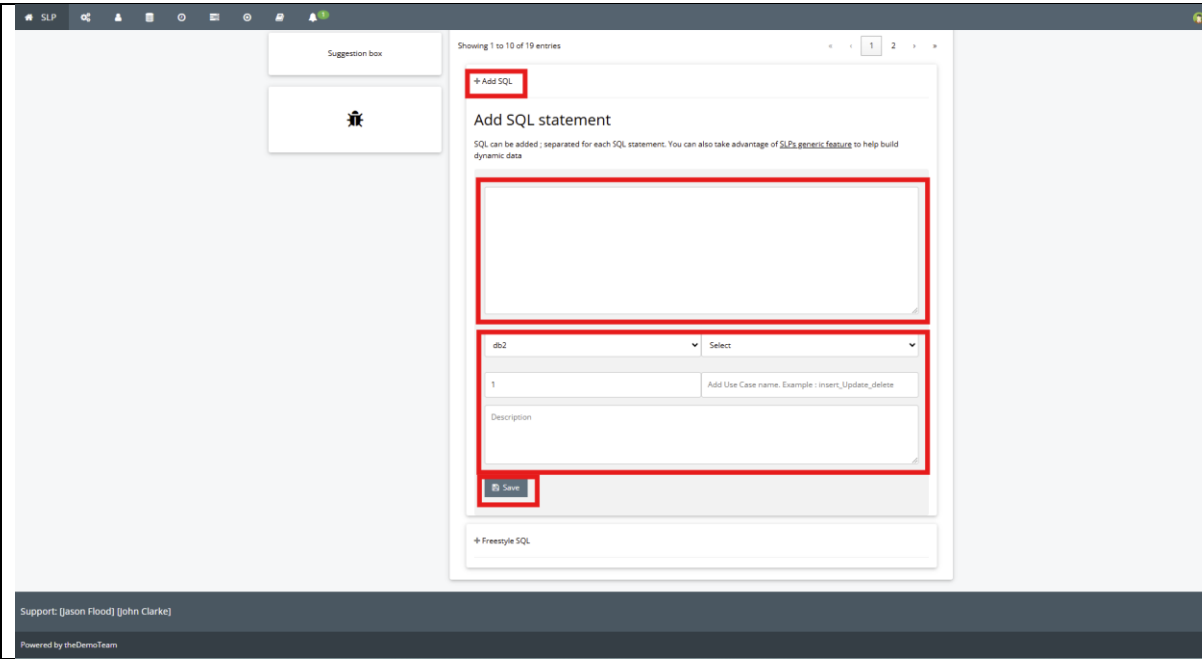 SLP
1
Suggestion box
Showing 1 to 10 of 19 entries
« ‹ 1 2 › »
+ Add SQL
Add SQL statement
SQL can be added ; separated for each SQL statement. You can also take advantage of SLPs generic feature to help build
dynamic data
db2 Select
1 Add Use Case name. Example : insert_Update_delete
Description
Save
+ Freestyle SQL
Support: [Jason Flood] [John Clarke]
Powered by theDemoTeam